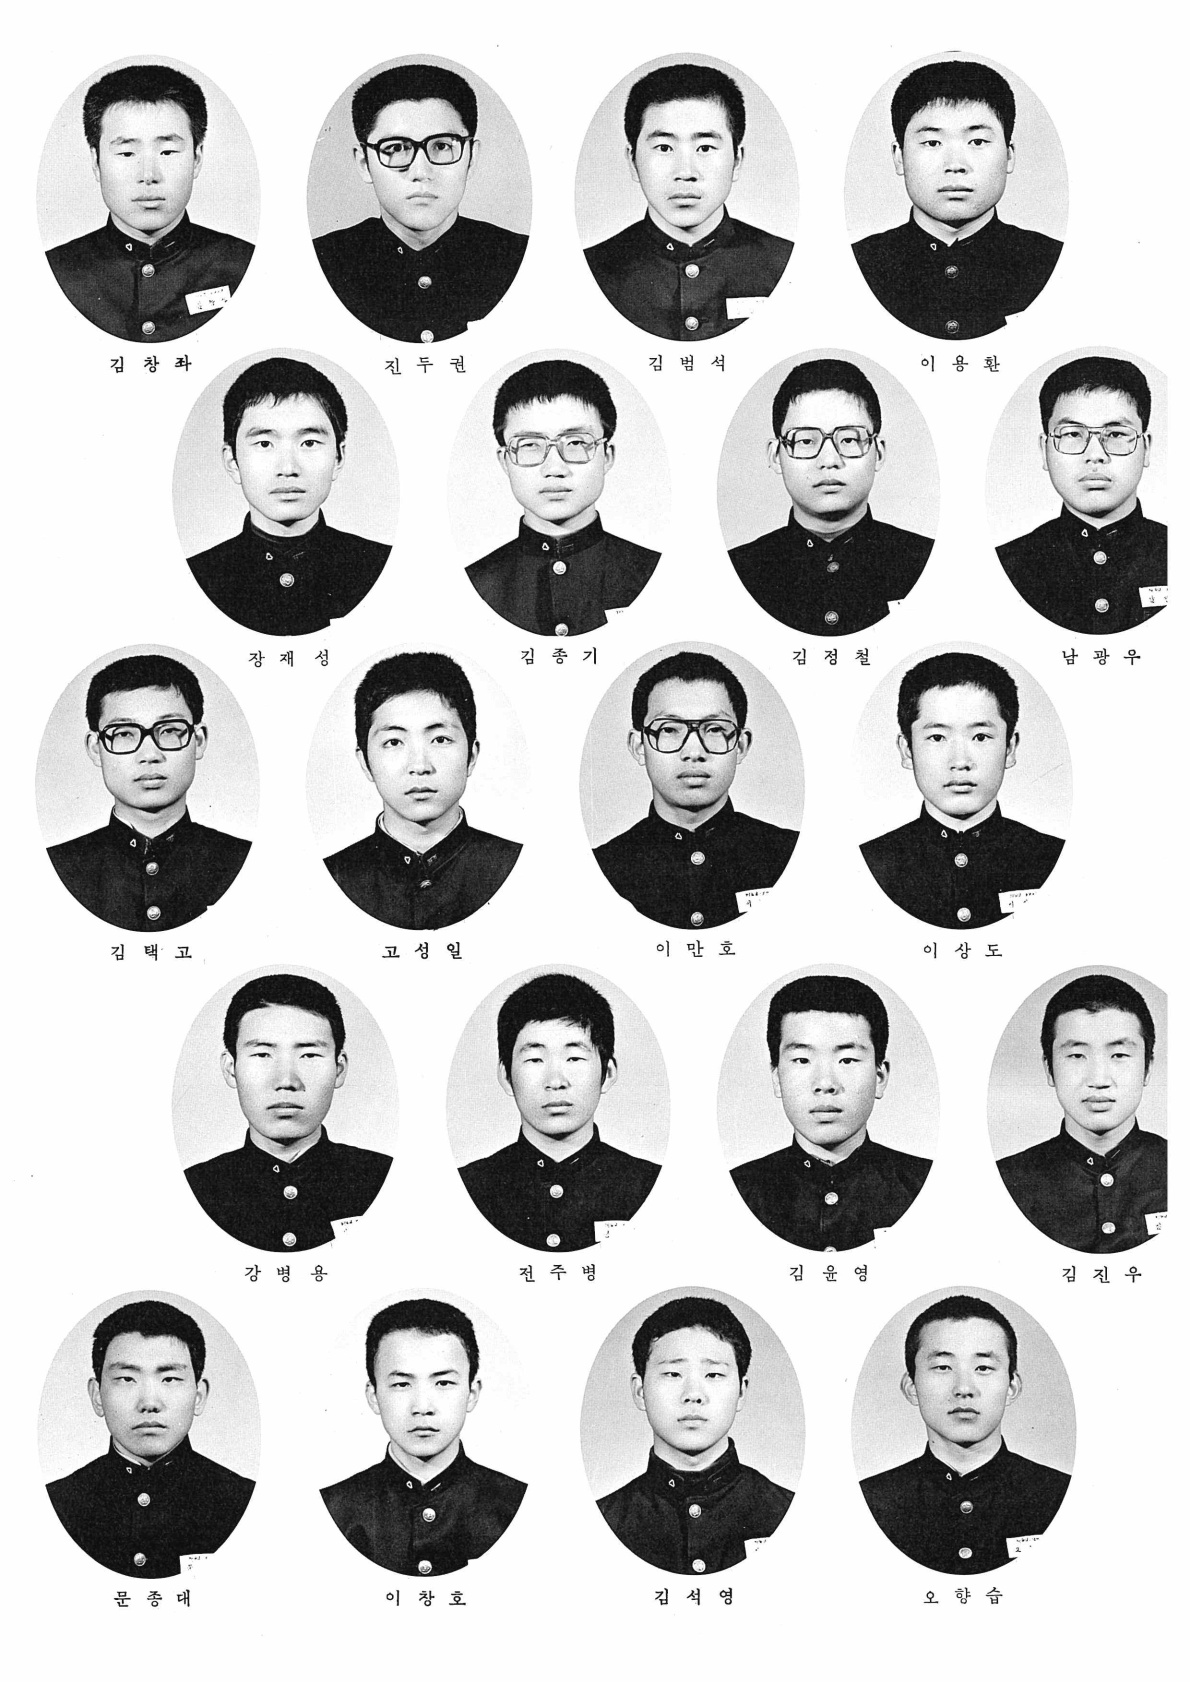 김창좌 진두권 김범석 이용환
장재성 김종기 김정철 남광우
김택고 고성일 이만호 이상도
강병용 전주병 김윤영 김진우
문종대 이창호 김석영 오향습